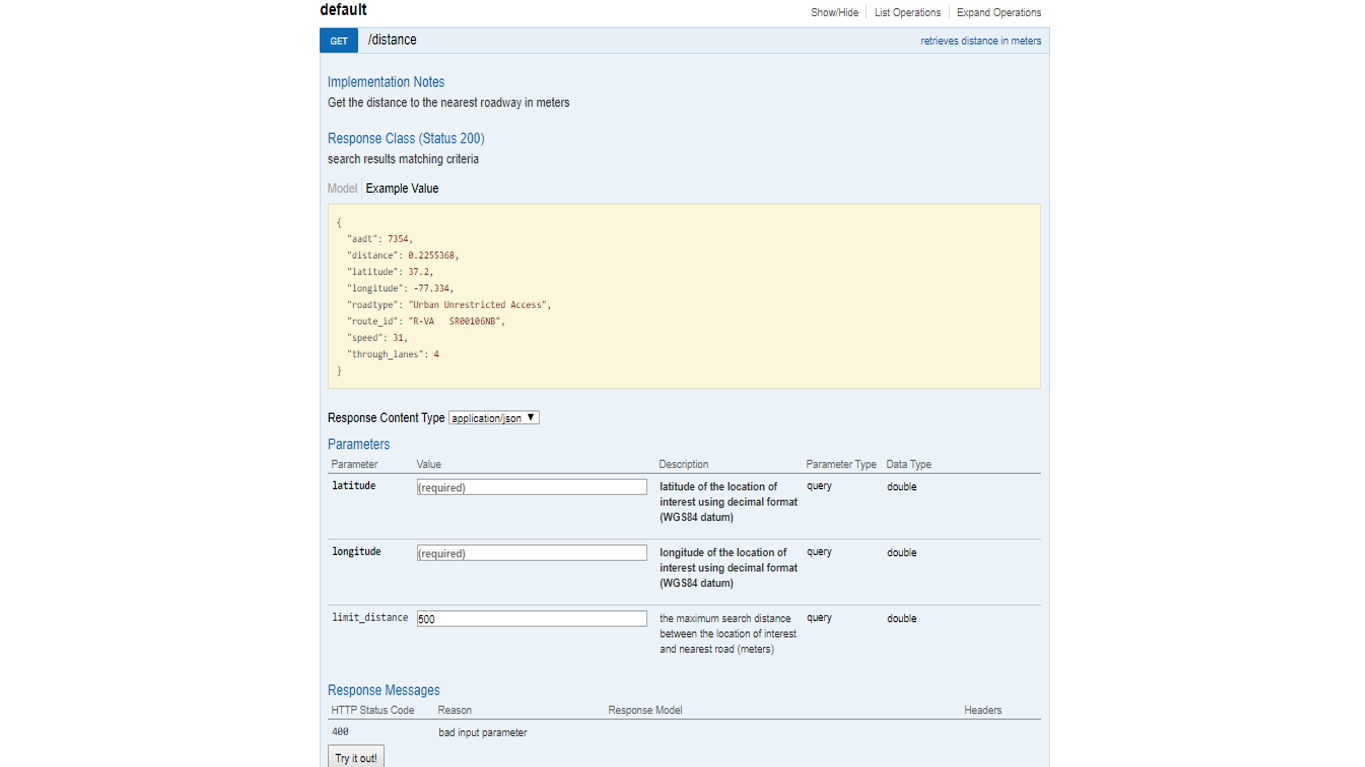 default
Show/Hide | List Operations | Expand Operations
GET /distance retrieves distance in meters
Implementation Notes
Get the distance to the nearest roadway in meters
Response Class (Status 200)
search results matching criteria
Model | Example Value
{
"aadt": 7354,
"distance": 0.2255368,
"latitude": 37.2,
"longitude": -77.334,
"roadtype": "Urban Unrestricted Access",
"route_id": "R-VA   SR00106NB",
"speed": 31,
"through_lanes": 4
}
Response Content Type application/json ▼
Parameters
Parameter Value Description Parameter Type Data Type
latitude (required) latitude of the location of query double
interest using decimal format
(WGS84 datum)
longitude (required) longitude of the location of query double
interest using decimal format
(WGS84 datum)
limit_distance 500 the maximum search distance query double
between the location of interest
and nearest road (meters)
Response Messages
HTTP Status Code Reason Response Model Headers
400 bad input parameter
Try it out!